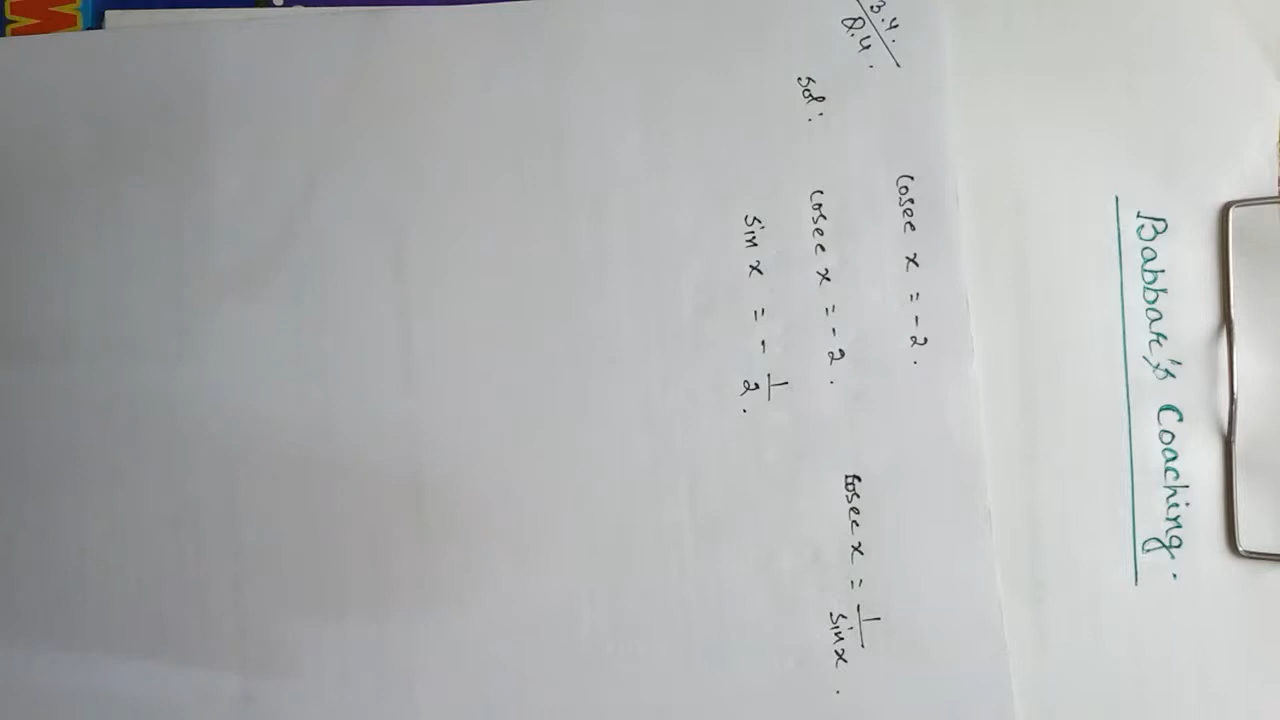 Babbar's Coaching.
3.4.
Q.4.
cosec x = -2.
Sol:
cosec x = -2.
cosec x = 1/sin x.
sin x = - 1/2.